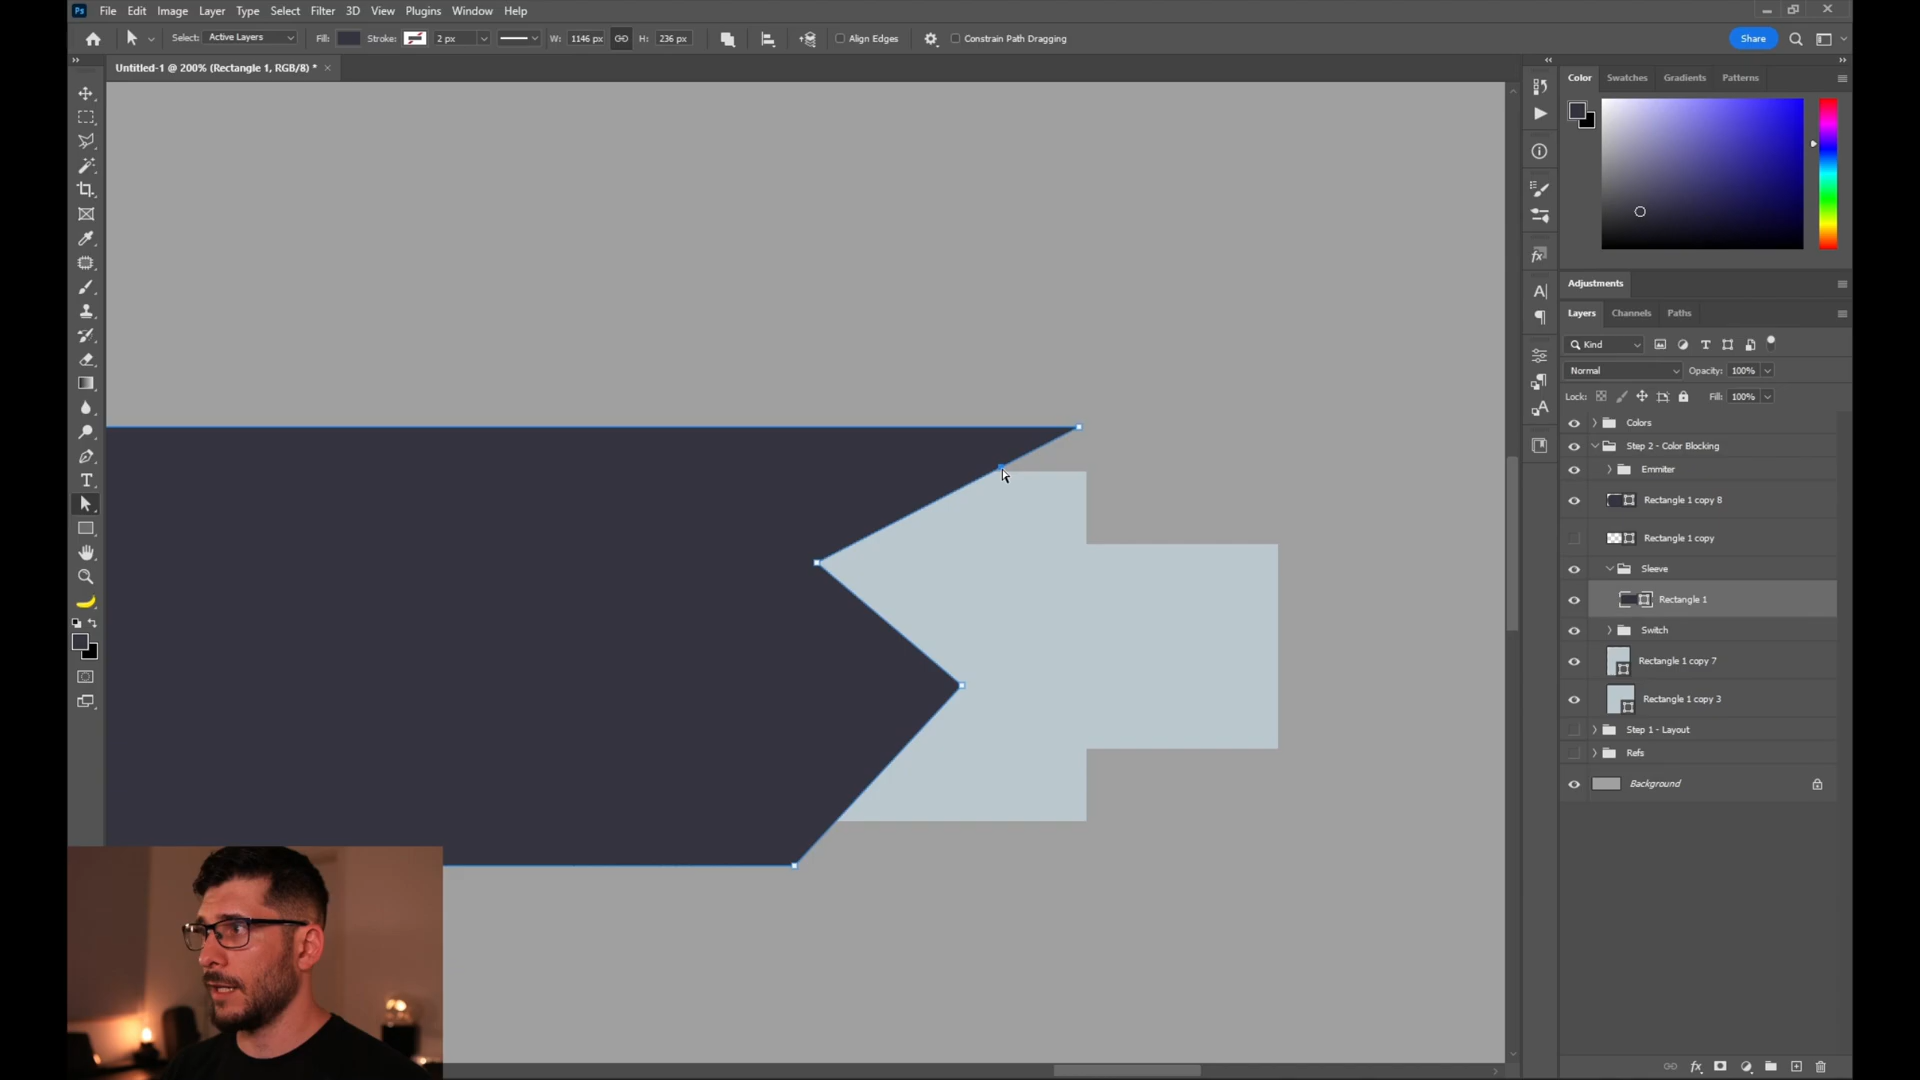 Ps File Edit Image Layer Type Select Filter 3D View Plugins Window Help
Select: Active Layers Fill: Stroke: 2 px W: 1146 px H: 236 px Align Edges Constrain Path Dragging Share
Untitled-1 @ 200% (Rectangle 1, RGB/8) *
Color Swatches Gradients Patterns
Adjustments
Layers Channels Paths
Kind
Normal Opacity: 100%
Lock: Fill: 100%
Colors
Step 2 - Color Blocking
Emmiter
Rectangle 1 copy 8
Rectangle 1 copy
Sleeve
Rectangle 1
Switch
Rectangle 1 copy 7
Rectangle 1 copy 3
Step 1 - Layout
Refs
Background